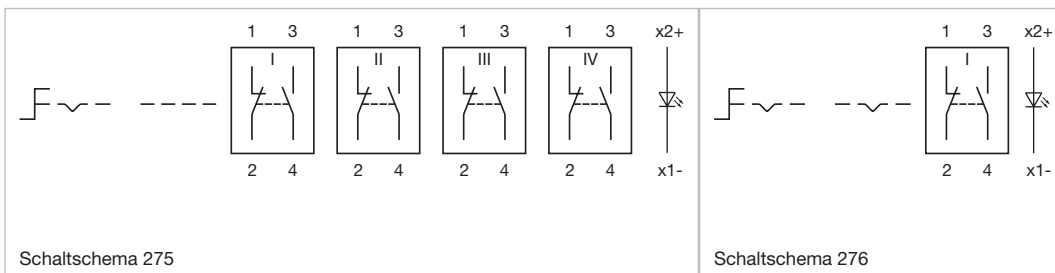 1 3 1 3 1 3 1 3 x2+
I II III IV
2 4 2 4 2 4 2 4 x1-
Schaltschema 275
1 3 x2+
I
2 4 x1-
Schaltschema 276